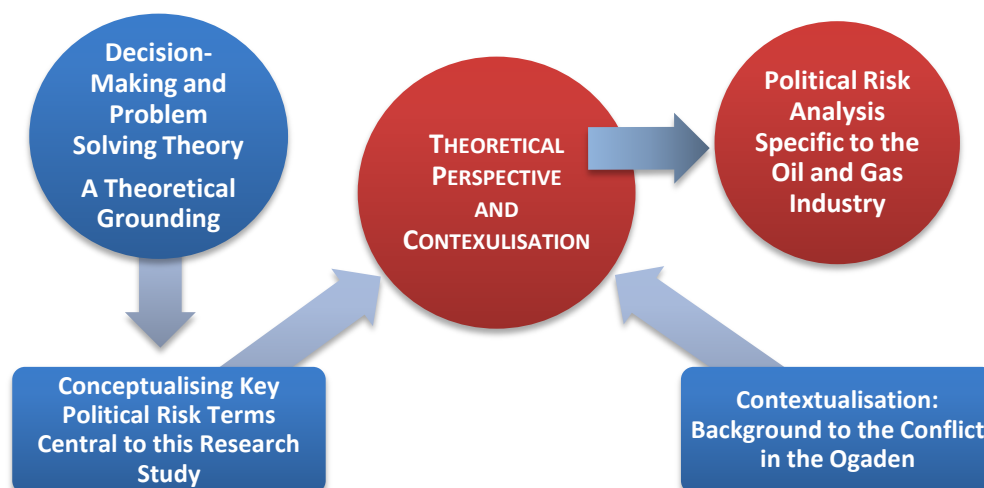 Decision-
Making and
Problem
Solving Theory
A Theoretical
Grounding
THEORETICAL
PERSPECTIVE
AND
CONTEXULISATION
Political Risk
Analysis
Specific to the
Oil and Gas
Industry
Conceptualising Key
Political Risk Terms
Central to this Research
Study
Contextualisation:
Background to the Conflict
in the Ogaden